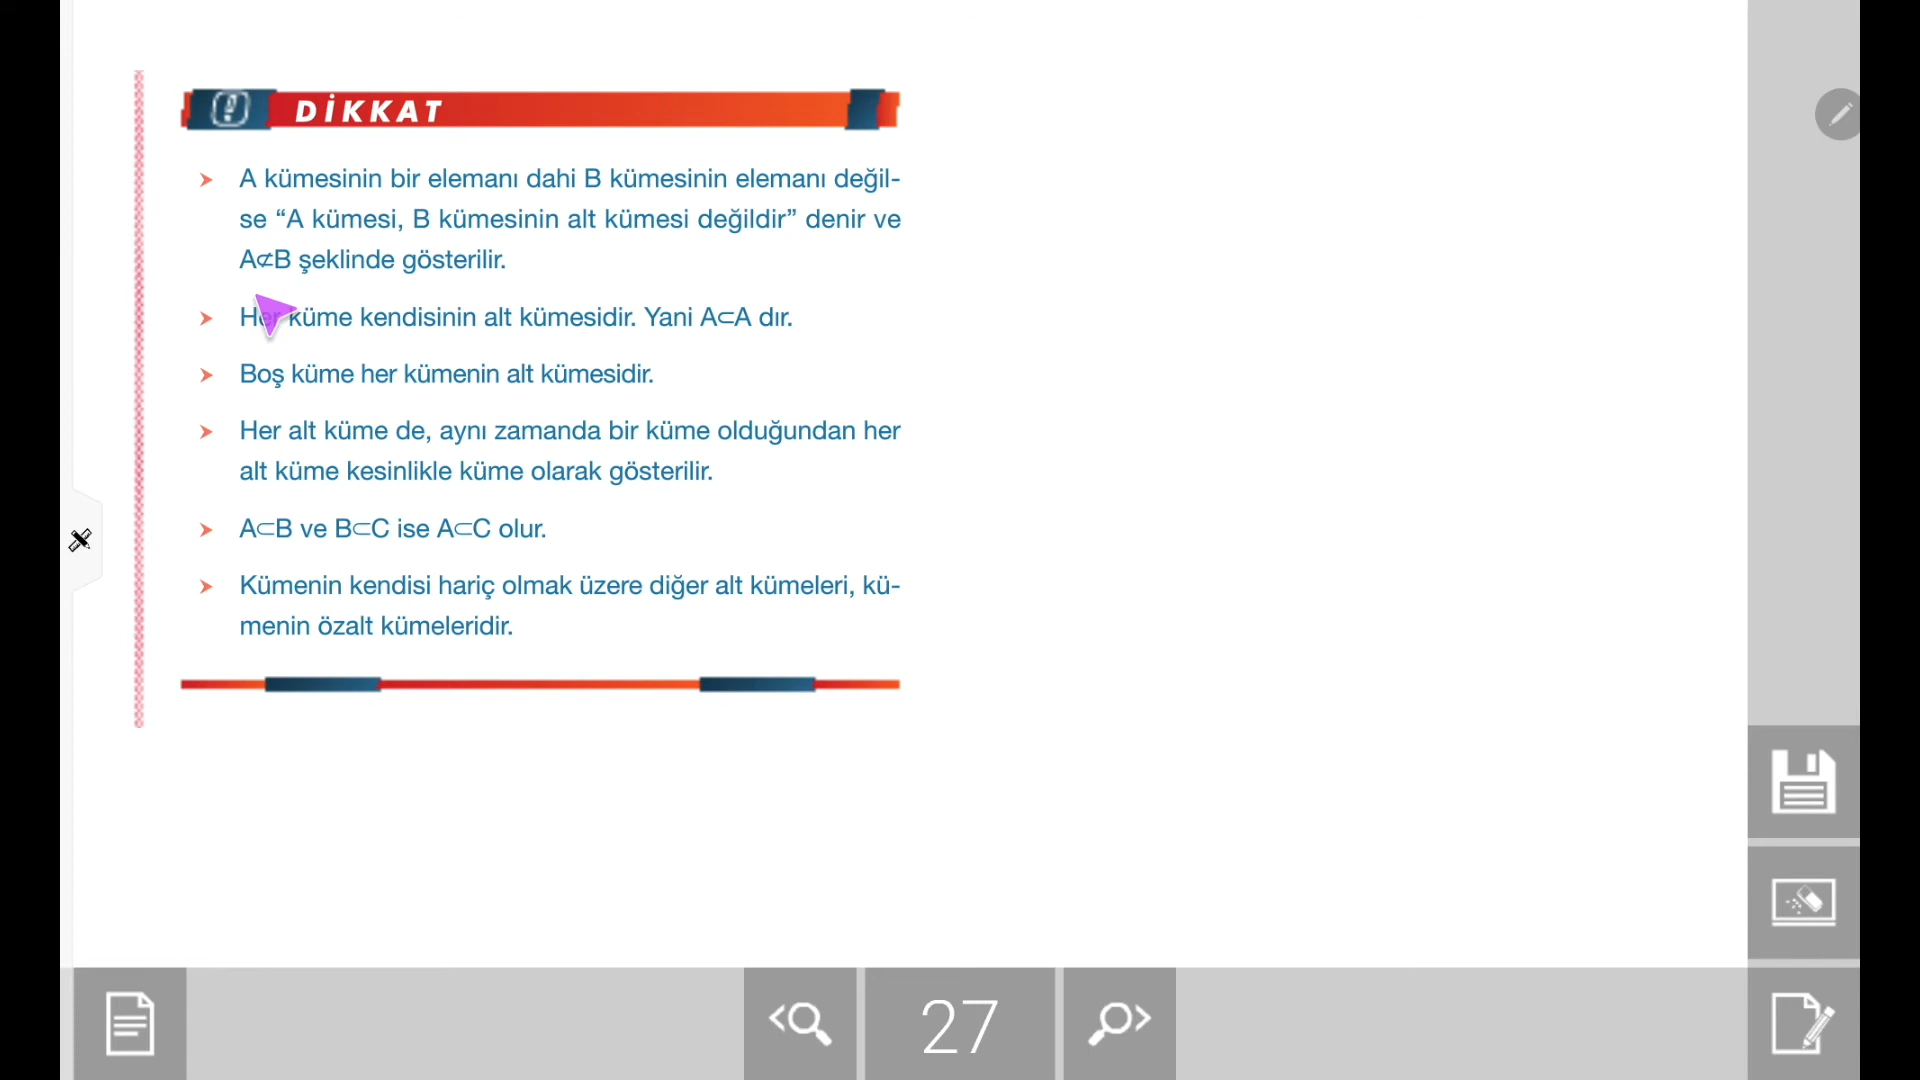 DİKKAT
A kümesinin bir elemanı dahi B kümesinin elemanı değil-
se “A kümesi, B kümesinin alt kümesi değildir” denir ve
A⊄B şeklinde gösterilir.
Her küme kendisinin alt kümesidir. Yani A⊂A dır.
Boş küme her kümenin alt kümesidir.
Her alt küme de, aynı zamanda bir küme olduğundan her
alt küme kesinlikle küme olarak gösterilir.
A⊂B ve B⊂C ise A⊂C olur.
Kümenin kendisi hariç olmak üzere diğer alt kümeleri, kü-
menin özalt kümeleridir.
27